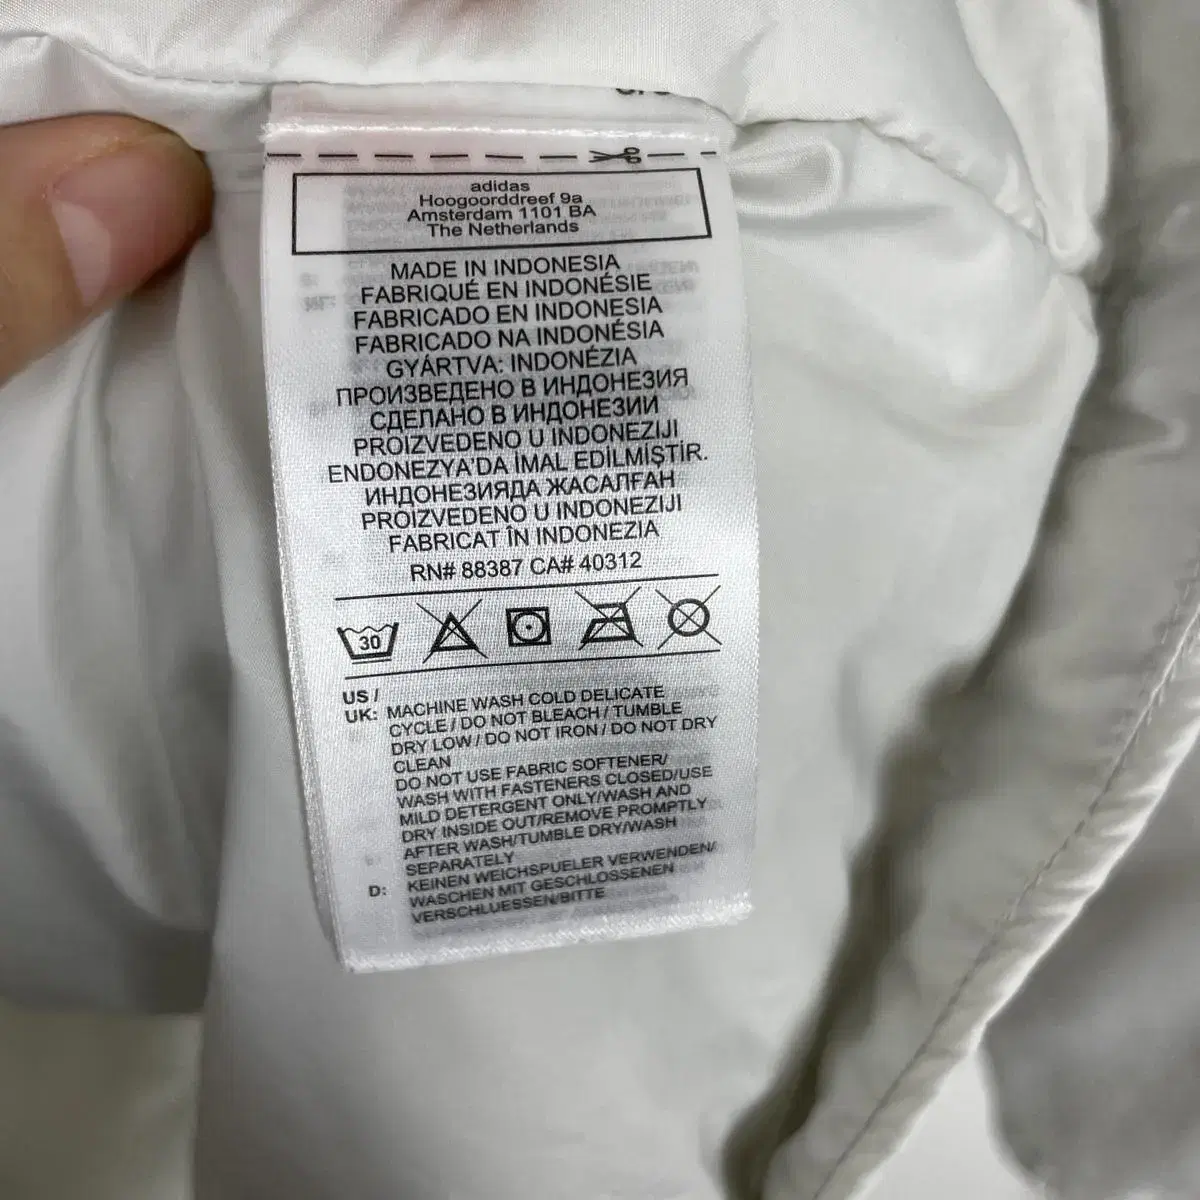 adidas
Hoogoorddreef 9a
Amsterdam 1101 BA
The Netherlands
MADE IN INDONESIA
FABRIQUÉ EN INDONÉSIE
FABRICADO EN INDONESIA
FABRICADO NA INDONÉSIA
GYÁRTVA: INDONÉZIA
ПРОИЗВЕДЕНО В ИНДОНЕЗИЯ
СДЕЛАНО В ИНДОНЕЗИИ
PROIZVEDENO U INDONEZIJI
ENDONEZYA'DA İMAL EDİLMİŞTİR.
ИНДОНЕЗИЯДА ЖАСАЛҒАН
PROIZVEDENO U INDONEZIJI
FABRICAT ÎN INDONEZIA
RN# 88387 CA# 40312
30
US /
UK: MACHINE WASH COLD DELICATE
CYCLE / DO NOT BLEACH / TUMBLE
DRY LOW / DO NOT IRON / DO NOT DRY
CLEAN
DO NOT USE FABRIC SOFTENER/
WASH WITH FASTENERS CLOSED/USE
MILD DETERGENT ONLY/WASH AND
DRY INSIDE OUT/REMOVE PROMPTLY
AFTER WASH/TUMBLE DRY/WASH
SEPARATELY
D: KEINEN WEICHSPUELER VERWENDEN/
WASCHEN MIT GESCHLOSSENEN
VERSCHLUESSEN/BITTE